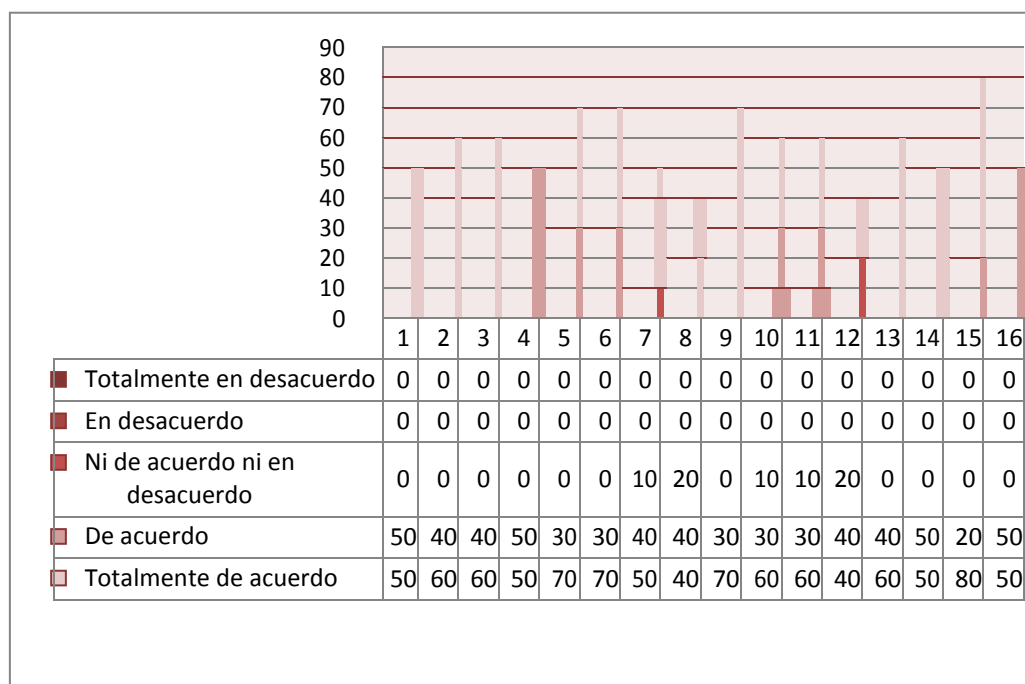 90
80
70
60
50
40
30
20
10
0
1 2 3 4 5 6 7 8 9 10 11 12 13 14 15 16
Totalmente en desacuerdo 0 0 0 0 0 0 0 0 0 0 0 0 0 0 0 0
En desacuerdo 0 0 0 0 0 0 0 0 0 0 0 0 0 0 0 0
Ni de acuerdo ni en
desacuerdo 0 0 0 0 0 0 10 20 0 10 10 20 0 0 0 0
De acuerdo 50 40 40 50 30 30 40 40 30 30 30 40 40 50 20 50
Totalmente de acuerdo 50 60 60 50 70 70 50 40 70 60 60 40 60 50 80 50